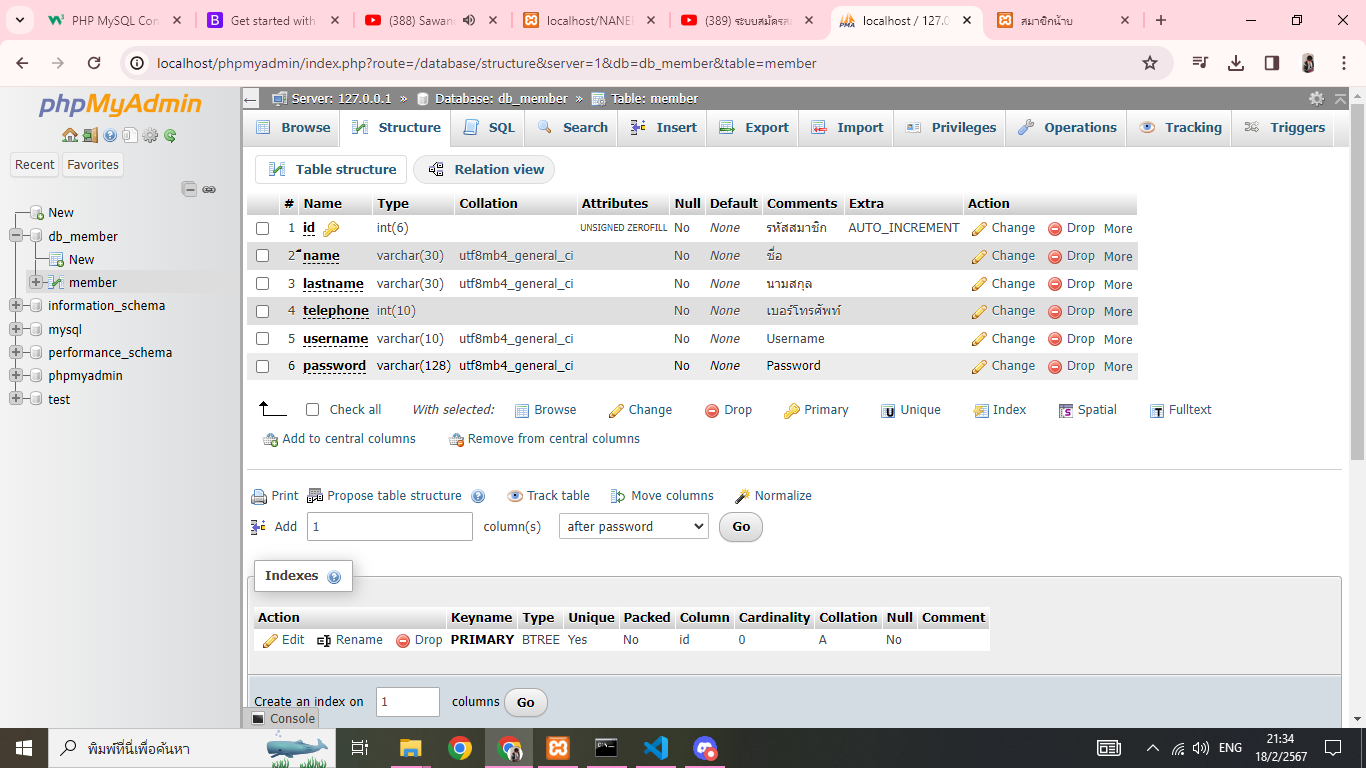 PHP MySQL Con
Get started with
(388) Sawan
localhost/NANE
(389) ระบบสมัครส
localhost / 127.0
สมาชิกน้าบ
localhost/phpmyadmin/index.php?route=/database/structure&server=1&db=db_member&table=member
phpMyAdmin
Recent Favorites
New
db_member
New
member
information_schema
mysql
performance_schema
phpmyadmin
test
Server: 127.0.0.1 » Database: db_member » Table: member
Browse Structure SQL Search Insert Export Import Privileges Operations Tracking Triggers
Table structure Relation view
# Name Type Collation Attributes Null Default Comments Extra Action
1 id int(6) UNSIGNED ZEROFILL No None รหัสสมาชิก AUTO_INCREMENT Change Drop More
2 ืname varchar(30) utf8mb4_general_ci No None ชื่อ Change Drop More
3 lastname varchar(30) utf8mb4_general_ci No None นามสกุล Change Drop More
4 telephone int(10) No None เบอร์โทรศัพท์ Change Drop More
5 username varchar(10) utf8mb4_general_ci No None Username Change Drop More
6 password varchar(128) utf8mb4_general_ci No None Password Change Drop More
Check all With selected: Browse Change Drop Primary Unique Index Spatial Fulltext
Add to central columns Remove from central columns
Print Propose table structure Track table Move columns Normalize
Add 1 column(s) after password Go
Indexes
Action Keyname Type Unique Packed Column Cardinality Collation Null Comment
Edit Rename Drop PRIMARY BTREE Yes No id 0 A No
Create an index on 1 columns Go
Console
พิมพ์ที่นี่เพื่อค้นหา
ENG
21:34
18/2/2567